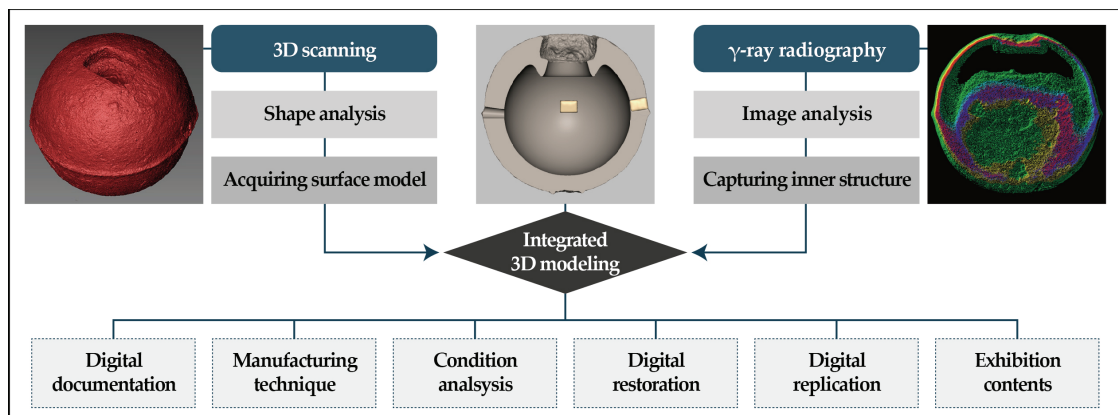 3D scanning
Shape analysis
Acquiring surface model
γ-ray radiography
Image analysis
Capturing inner structure
Integrated
3D modeling
Digital
documentation
Manufacturing
technique
Condition
analsysis
Digital
restoration
Digital
replication
Exhibition
contents